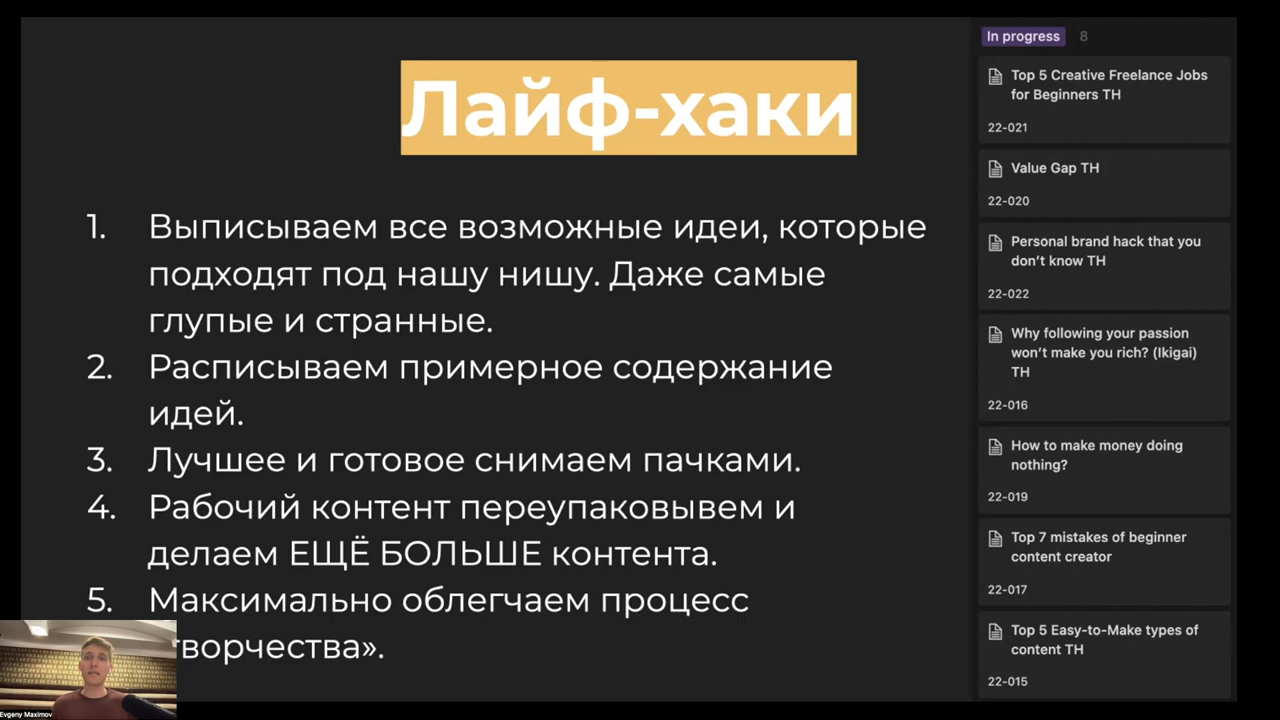 Лайф-хаки
1. Выписываем все возможные идеи, которые
подходят под нашу нишу. Даже самые
глупые и странные.
2. Расписываем примерное содержание
идей.
3. Лучшее и готовое снимаем пачками.
4. Рабочий контент переупаковывем и
делаем ЕЩЁ БОЛЬШЕ контента.
5. Максимально облегчаем процесс
творчества».
In progress 8
Top 5 Creative Freelance Jobs
for Beginners TH
22-021
Value Gap TH
22-020
Personal brand hack that you
don't know TH
22-022
Why following your passion
won't make you rich? (Ikigai)
TH
22-016
How to make money doing
nothing?
22-019
Top 7 mistakes of beginner
content creator
22-017
Top 5 Easy-to-Make types of
content TH
22-015
Evgeny Maximov